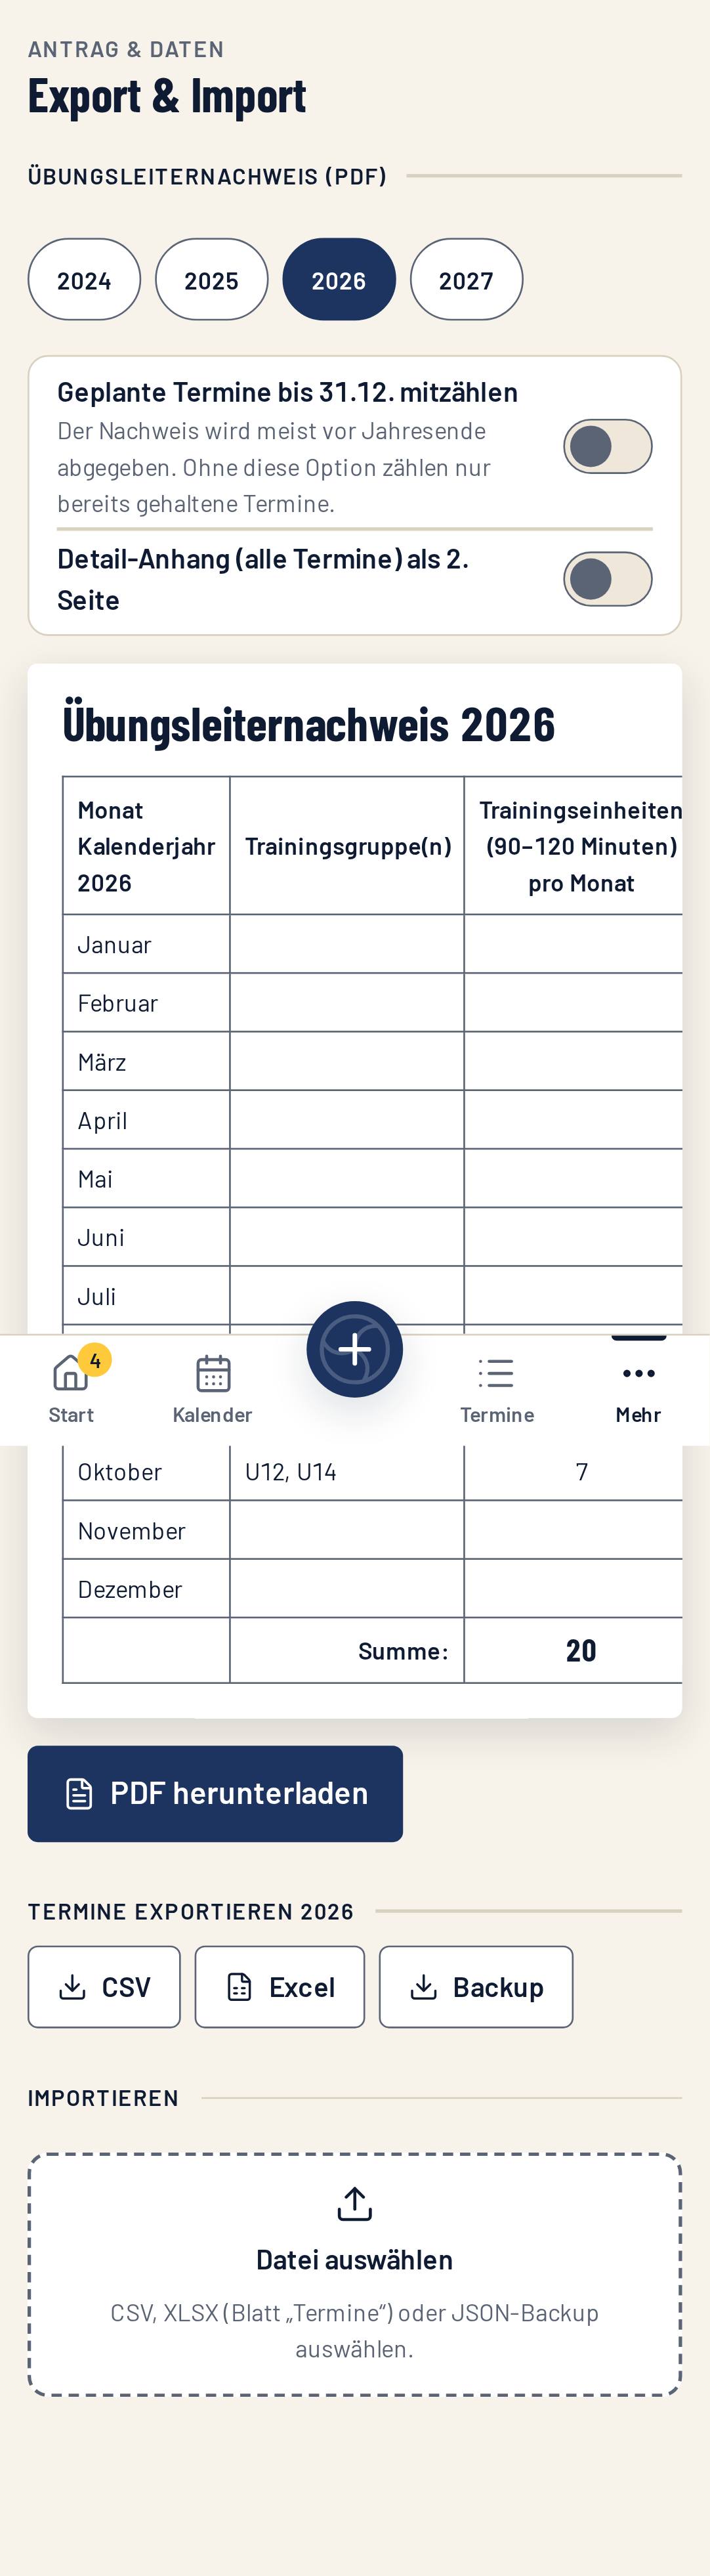 ANTRAG & DATEN
Export & Import
ÜBUNGSLEITERNACHWEIS (PDF)
2024 2025 2026 2027
Geplante Termine bis 31.12. mitzählen
Der Nachweis wird meist vor Jahresende
abgegeben. Ohne diese Option zählen nur
bereits gehaltene Termine.
Detail-Anhang (alle Termine) als 2.
Seite
Übungsleiternachweis 2026
Monat
Kalenderjahr
2026
Trainingsgruppe(n)
Trainingseinheiten
(90–120 Minuten)
pro Monat
Januar
Februar
März
April
Mai
Juni
Juli
4
Start Kalender Termine Mehr
Oktober U12, U14 7
November
Dezember
Summe: 20
PDF herunterladen
TERMINE EXPORTIEREN 2026
CSV Excel Backup
IMPORTIEREN
Datei auswählen
CSV, XLSX (Blatt „Termine“) oder JSON-Backup
auswählen.